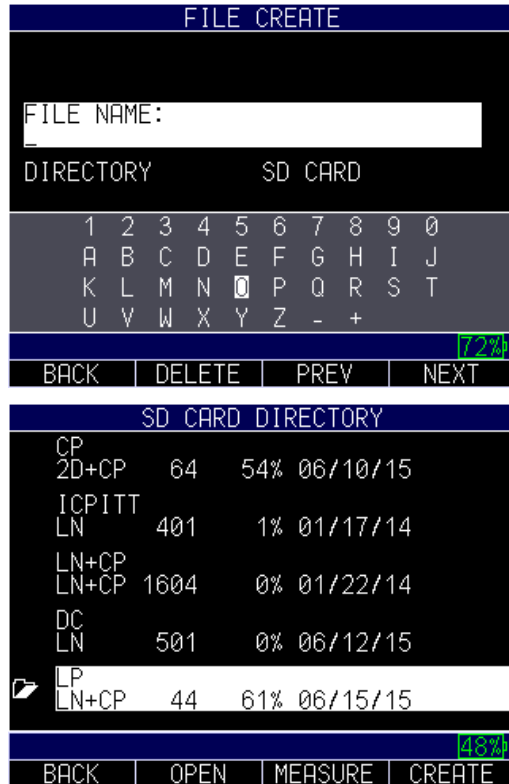 FILE CREATE
FILE NAME:
_
DIRECTORY SD CARD
1 2 3 4 5 6 7 8 9 0
A B C D E F G H I J
K L M N O P Q R S T
U V W X Y Z - +
72%
BACK DELETE PREV NEXT
SD CARD DIRECTORY
CP
2D+CP 64 54% 06/10/15
ICPITT
LN 401 1% 01/17/14
LN+CP
LN+CP 1604 0% 01/22/14
DC
LN 501 0% 06/12/15
LP
LN+CP 44 61% 06/15/15
48%
BACK OPEN MEASURE CREATE